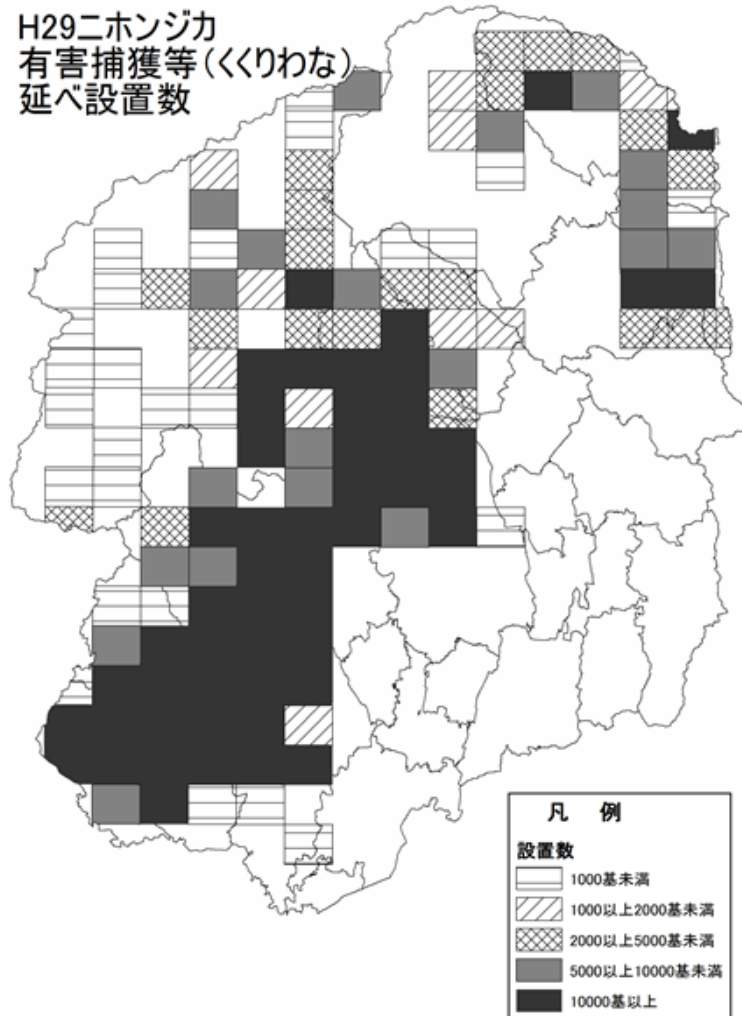 H29ニホンジカ
有害捕獲等(くくりわな)
延べ設置数
凡 例
設置数
1000基未満
1000以上2000基未満
2000以上5000基未満
5000以上10000基未満
10000基以上